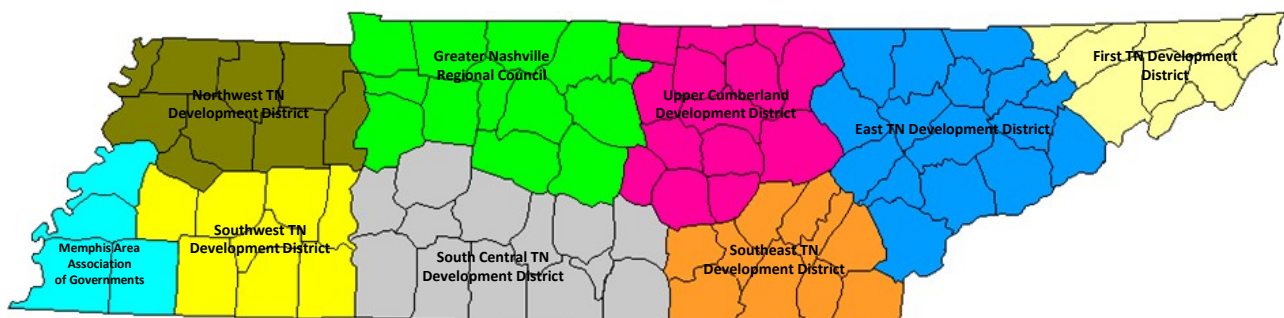 Northwest TN
Development District
Greater Nashville
Regional Council
Upper Cumberland
Development District
East TN Development District
First TN Development
District
Memphis Area
Association
of Governments
Southwest TN
Development District
South Central TN
Development District
Southeast TN
Development District